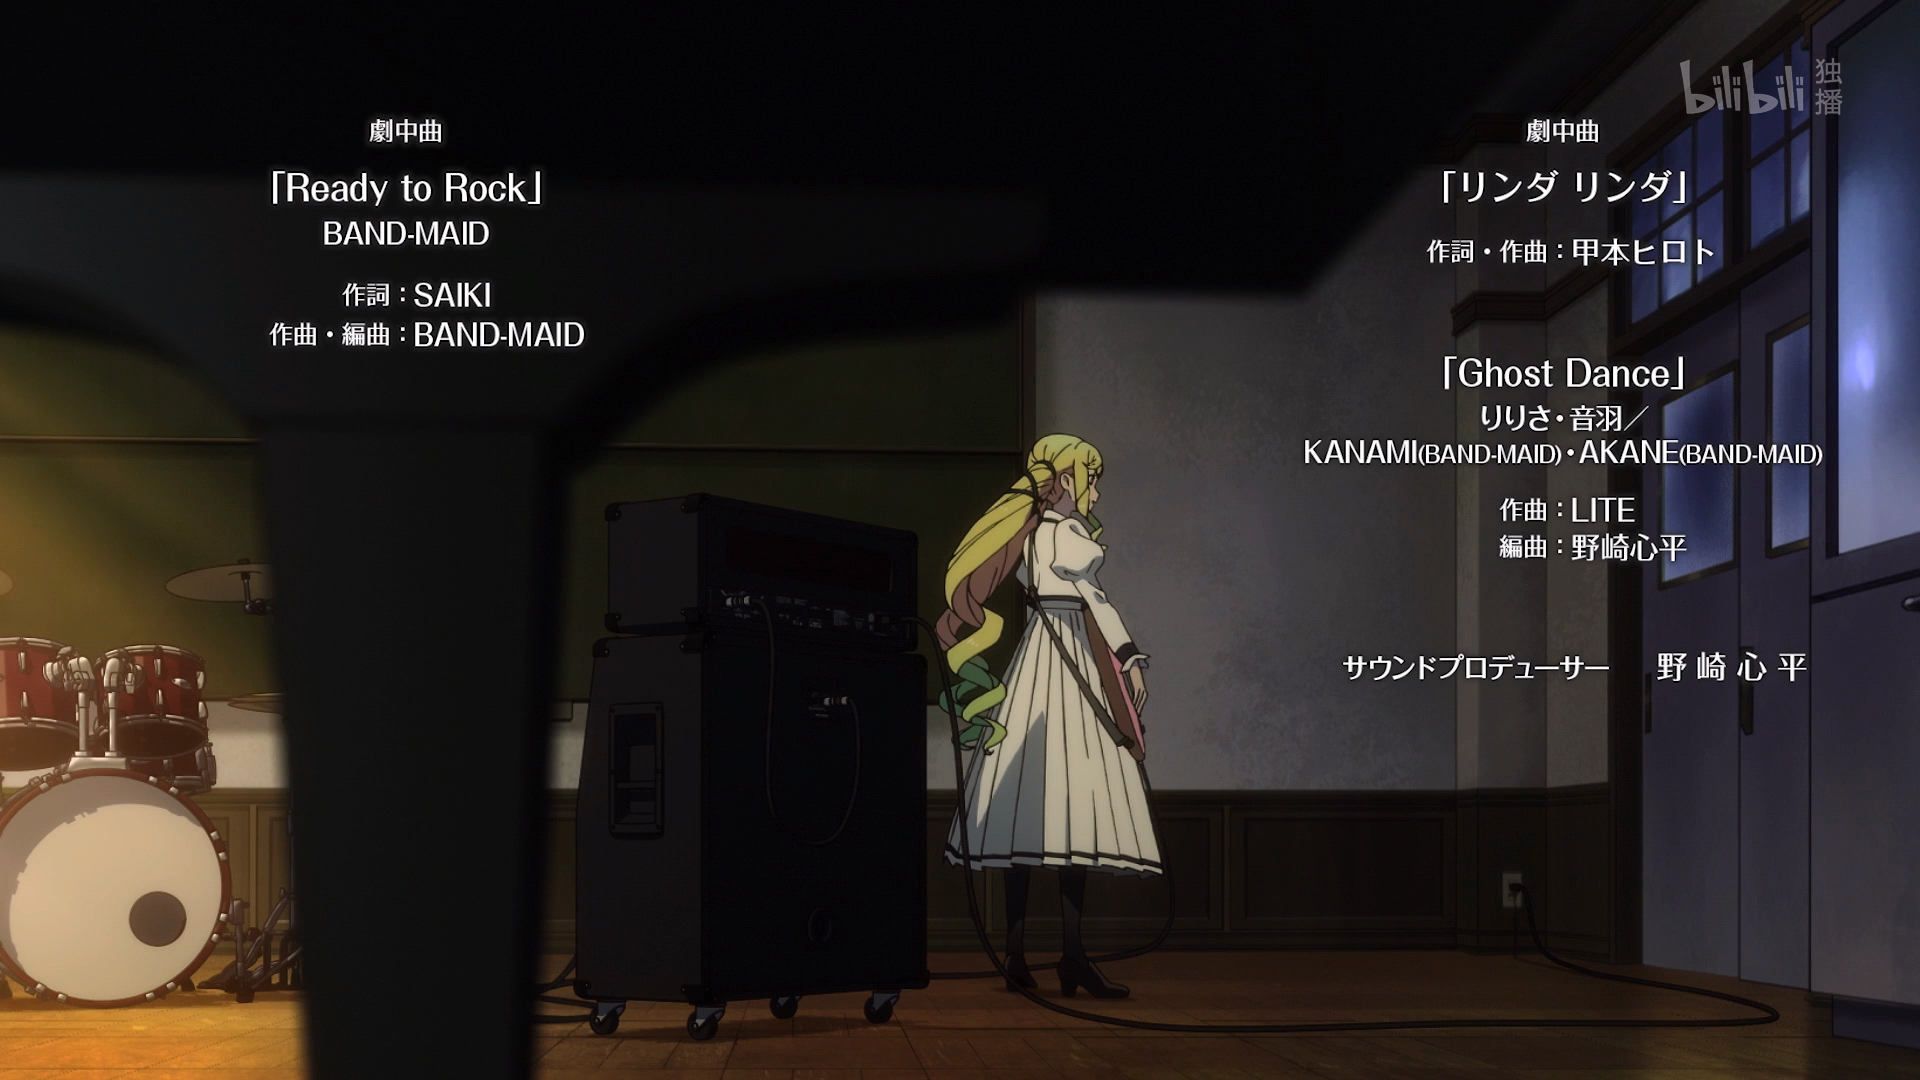 劇中曲
「Ready to Rock」
BAND-MAID
作詞：SAIKI
作曲・編曲：BAND-MAID
bilibili 独播
劇中曲
「リンダ リンダ」
作詞・作曲：甲本ヒロト
「Ghost Dance」
りりさ・音羽／
KANAMI(BAND-MAID)・AKANE(BAND-MAID)
作曲：LITE
編曲：野崎心平
サウンドプロデューサー　野崎心平